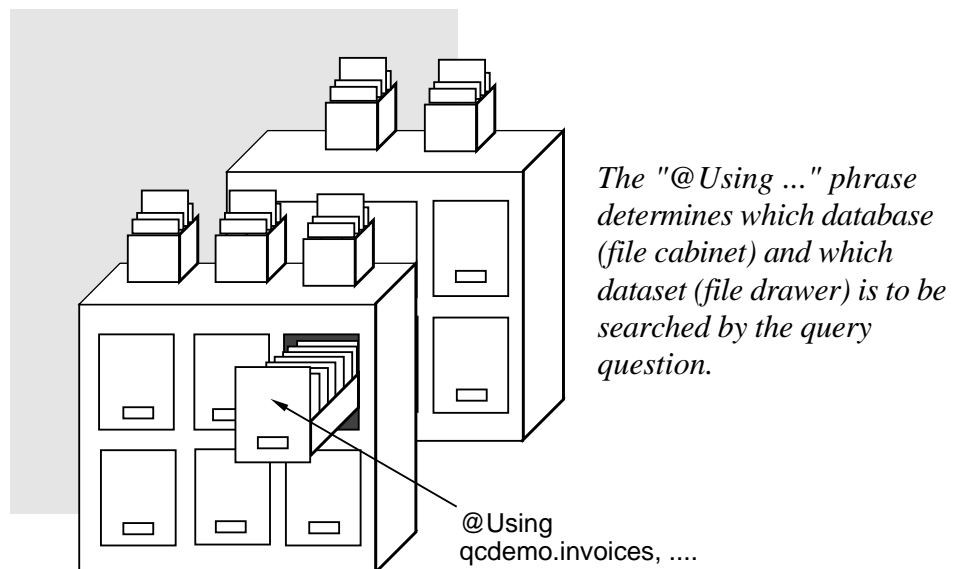 The "@Using ..." phrase
determines which database
(file cabinet) and which
dataset (file drawer) is to be
searched by the query
question.
@Using
qcdemo.invoices, ....